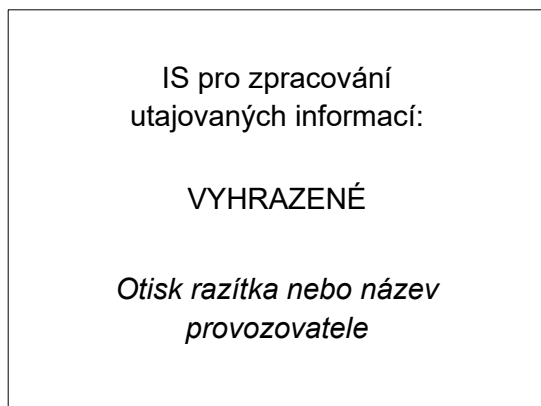 IS pro zpracování
utajovaných informací:
VYHRAZENÉ
Otisk razítka nebo název
provozovatele